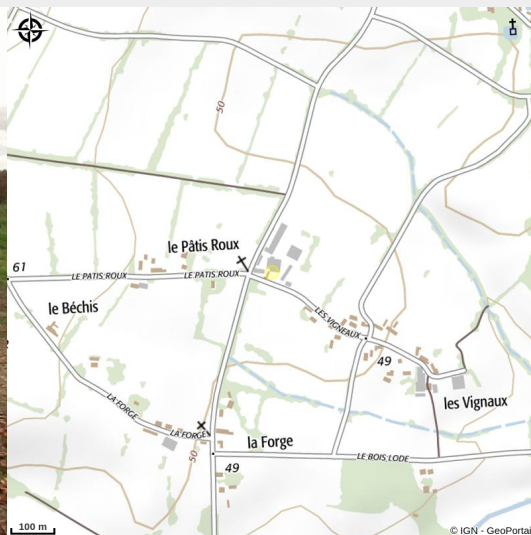 50
le Pâtis Roux
61
LE PATIS ROUX
LE PATIS ROUX
le Béchis
LES VIGNEAUX
49
les Vignaux
LA FORGE
LA FORGE
la Forge
50
49
LE BOIS LODE
100 m
© IGN - GeoPortai